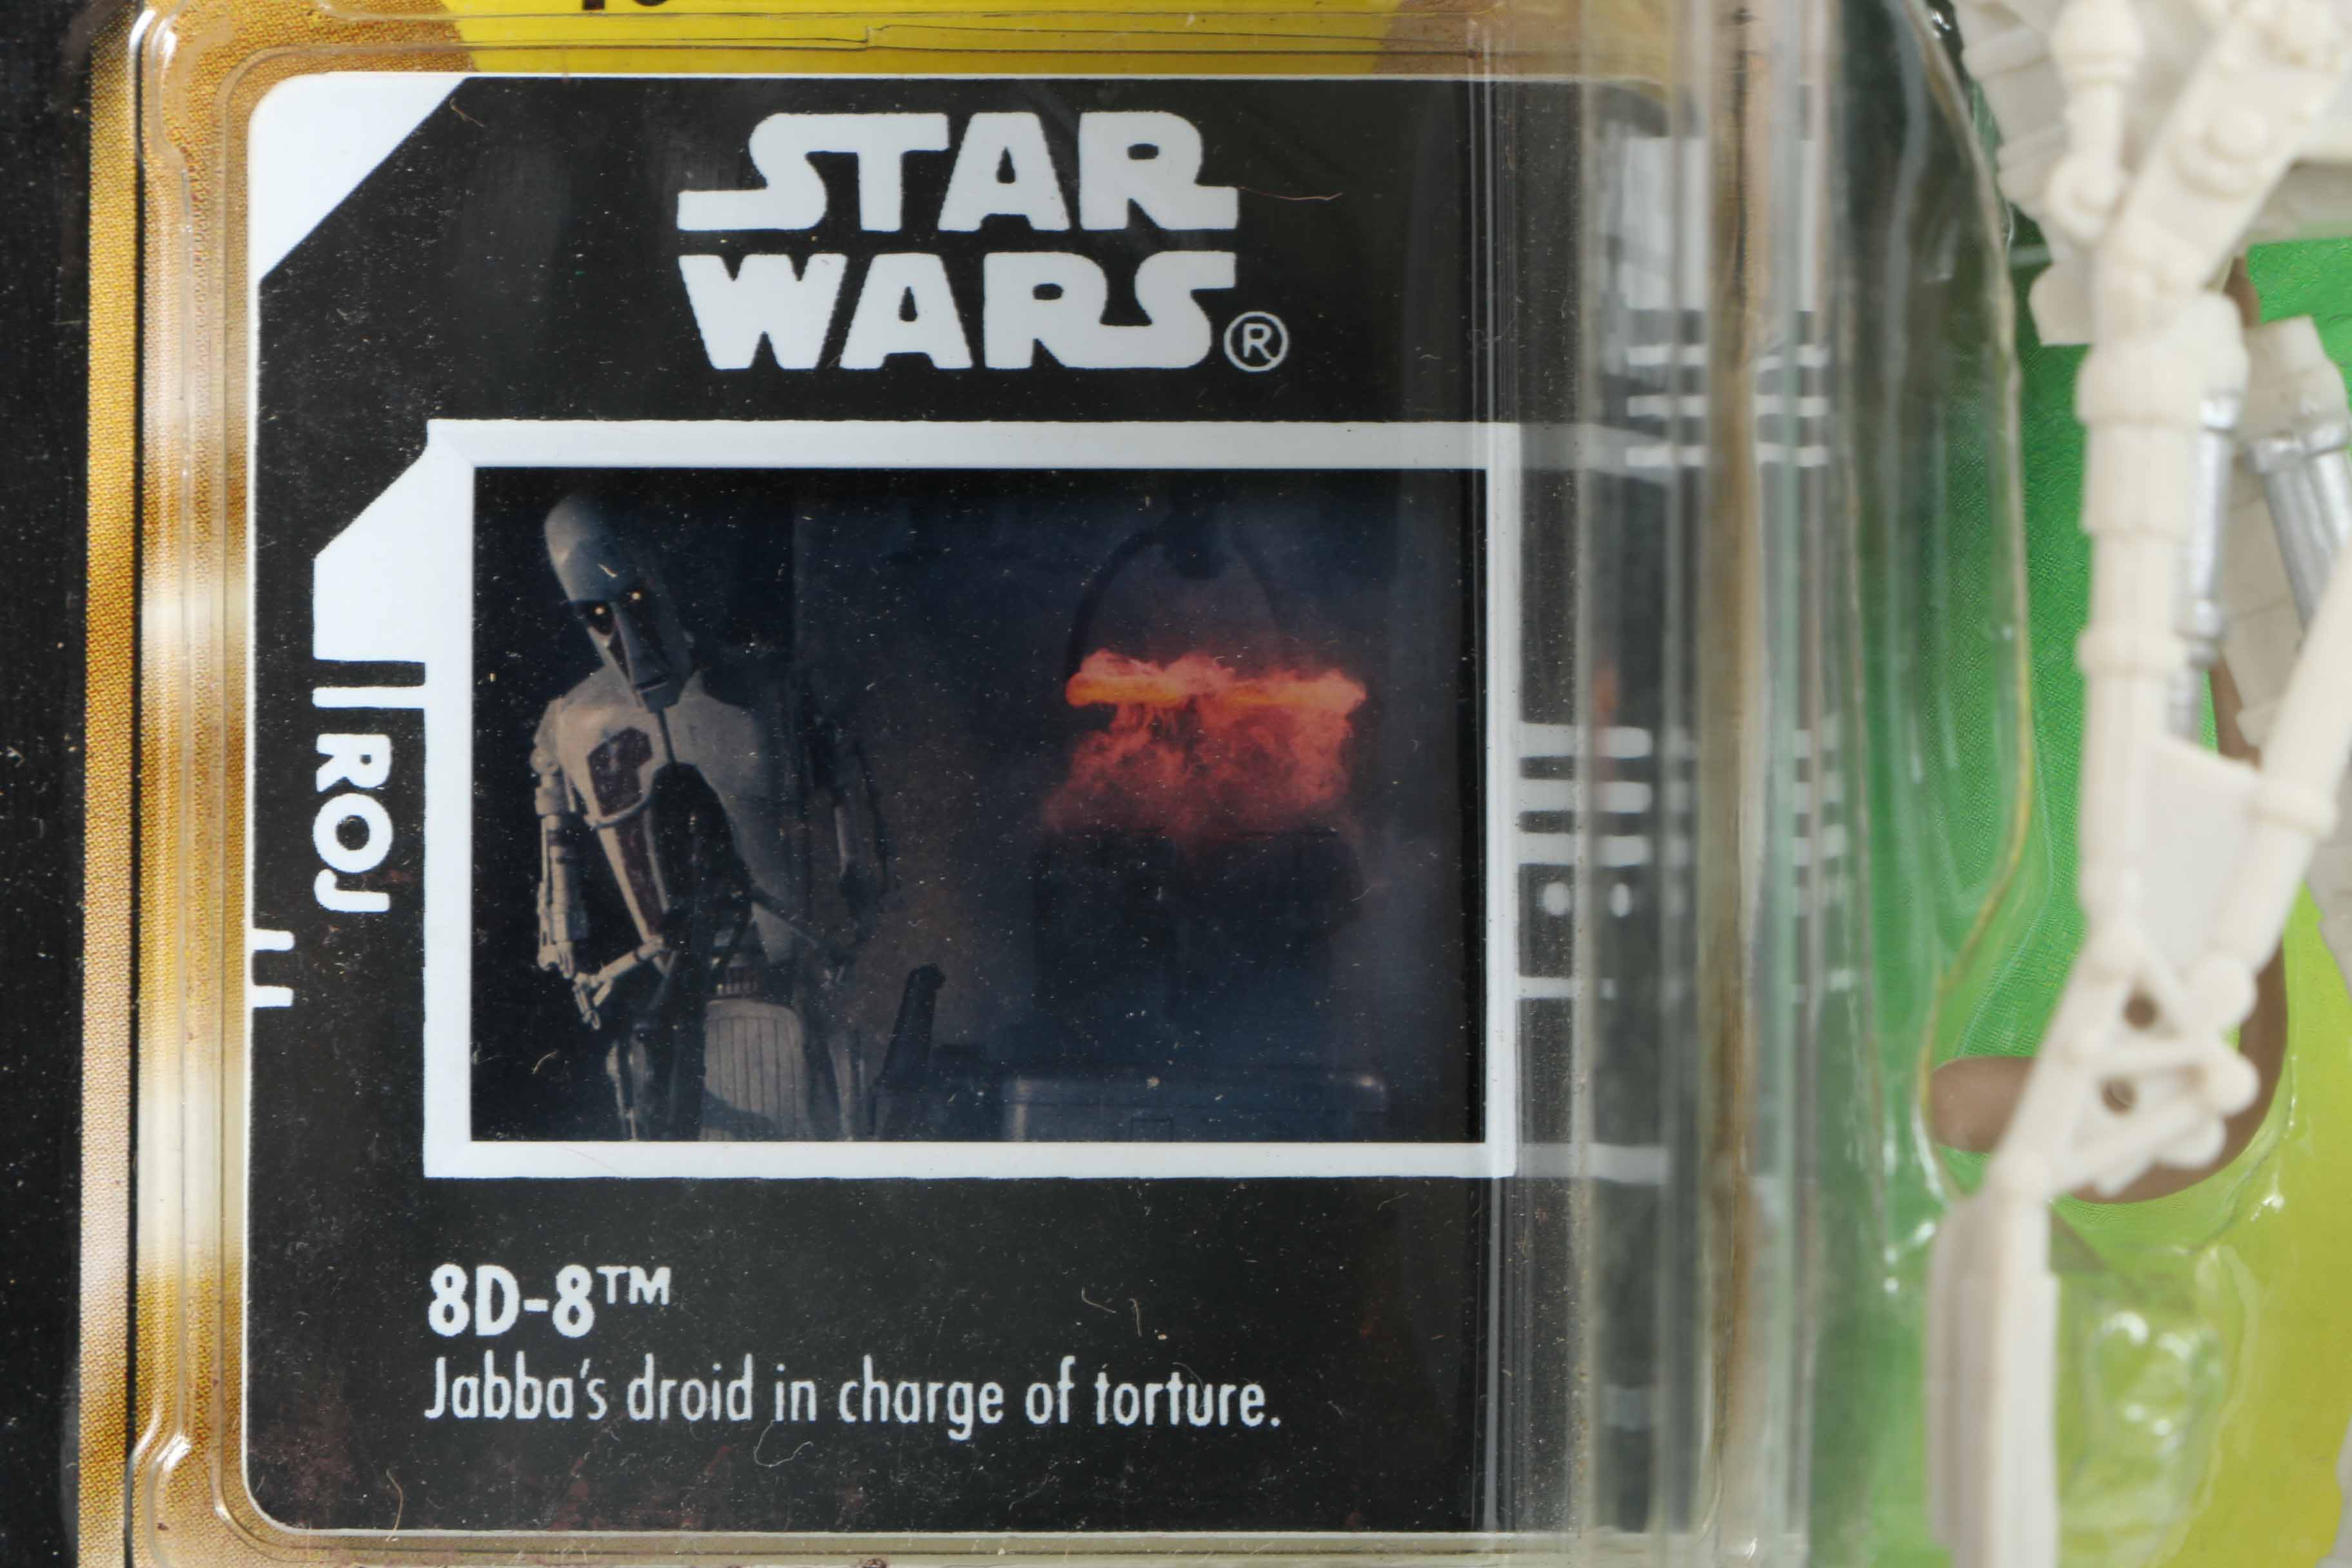 STAR
WARS®
ROJ
8D-8™
Jabba's droid in charge of torture.